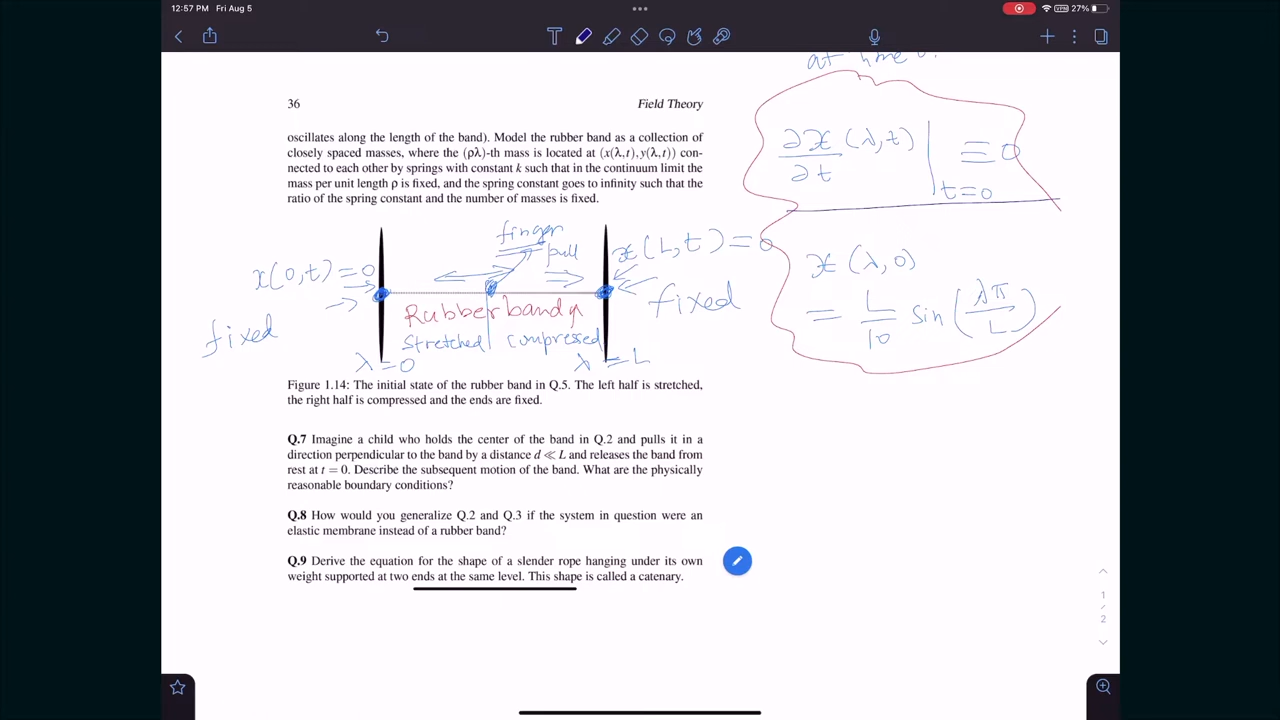 12:57 PM Fri Aug 5
VPN 27%
at time 0.
36 Field Theory
oscillates along the length of the band). Model the rubber band as a collection of
closely spaced masses, where the (ρλ)-th mass is located at (x(λ,t),y(λ,t)) con-
nected to each other by springs with constant k such that in the continuum limit the
mass per unit length ρ is fixed, and the spring constant goes to infinity such that the
ratio of the spring constant and the number of masses is fixed.
∂x(λ,t)/∂t |t=0 ≡ 0
finger
pull
x(0,t)=0
x(L,t)=0
fixed
fixed
Rubber band
stretched
compressed
λ=0
λ=L
x(λ,0)
= L/10 sin(λπ/L)
Figure 1.14: The initial state of the rubber band in Q.5. The left half is stretched,
the right half is compressed and the ends are fixed.
Q.7 Imagine a child who holds the center of the band in Q.2 and pulls it in a
direction perpendicular to the band by a distance d ≪ L and releases the band from
rest at t = 0. Describe the subsequent motion of the band. What are the physically
reasonable boundary conditions?
Q.8 How would you generalize Q.2 and Q.3 if the system in question were an
elastic membrane instead of a rubber band?
Q.9 Derive the equation for the shape of a slender rope hanging under its own
weight supported at two ends at the same level. This shape is called a catenary.
1
/
2